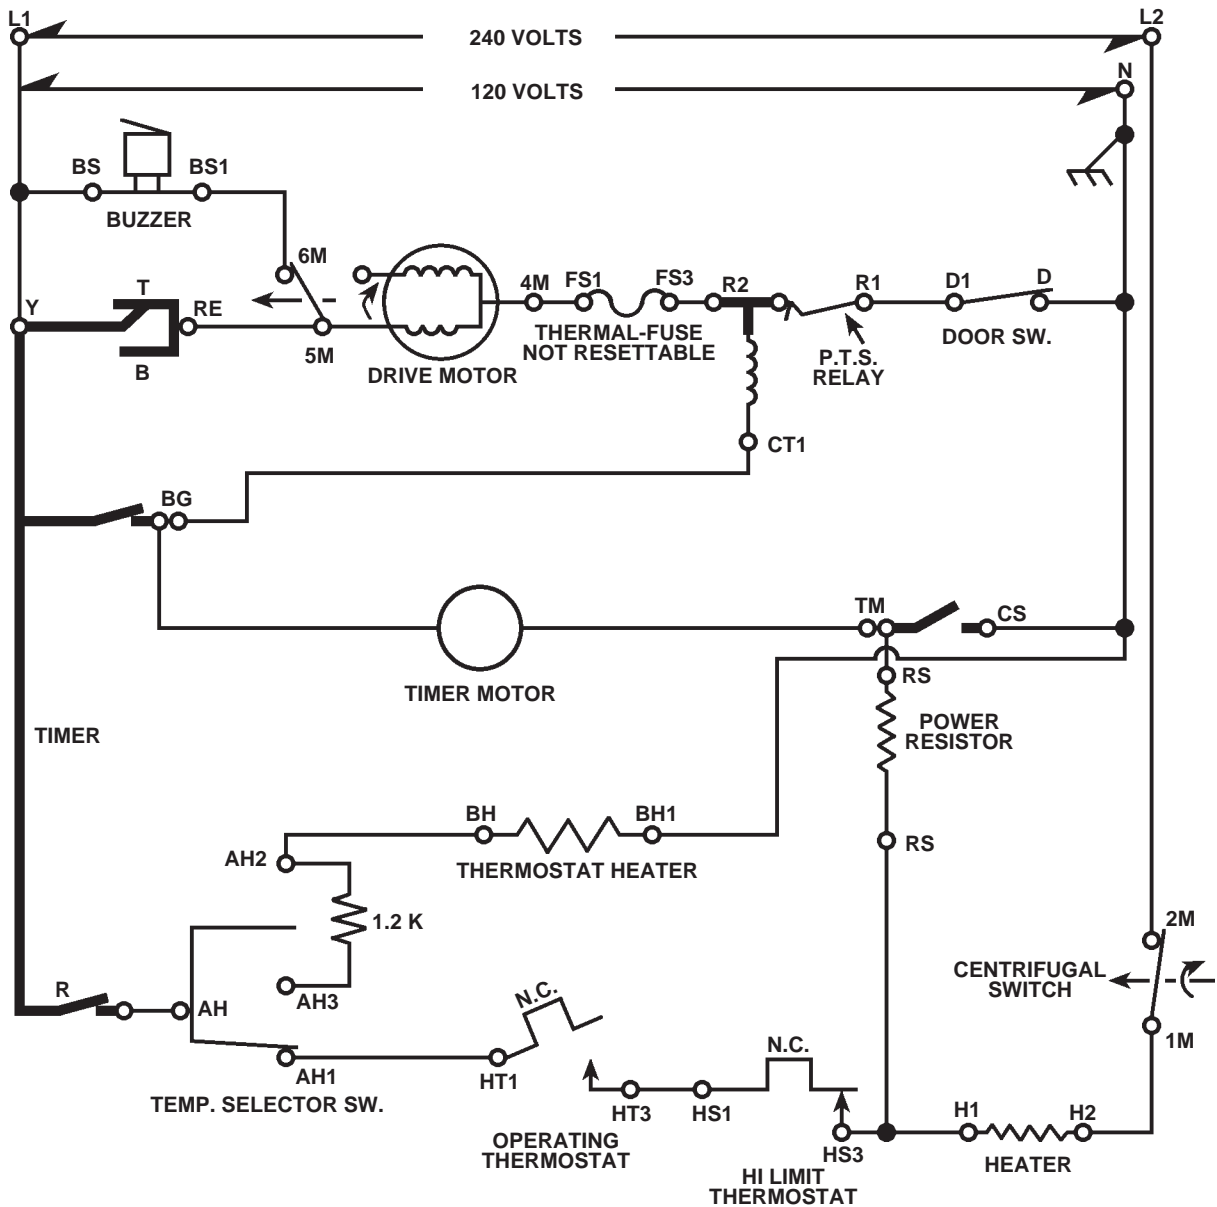 L1
L2
240 VOLTS
N
120 VOLTS
BS
BS1
BUZZER
6M
T
Y
RE
5M
B
DRIVE MOTOR
4M
FS1
FS3
THERMAL-FUSE
NOT RESETTABLE
R2
R1
P.T.S.
RELAY
D1
D
DOOR SW.
CT1
BG
TM
CS
TIMER MOTOR
RS
POWER
RESISTOR
TIMER
BH
BH1
THERMOSTAT HEATER
RS
AH2
1.2 K
2M
CENTRIFUGAL
SWITCH
R
AH
AH3
N.C.
1M
N.C.
AH1
HT1
TEMP. SELECTOR SW.
HT3
HS1
H1
H2
OPERATING
THERMOSTAT
HS3
HEATER
HI LIMIT
THERMOSTAT